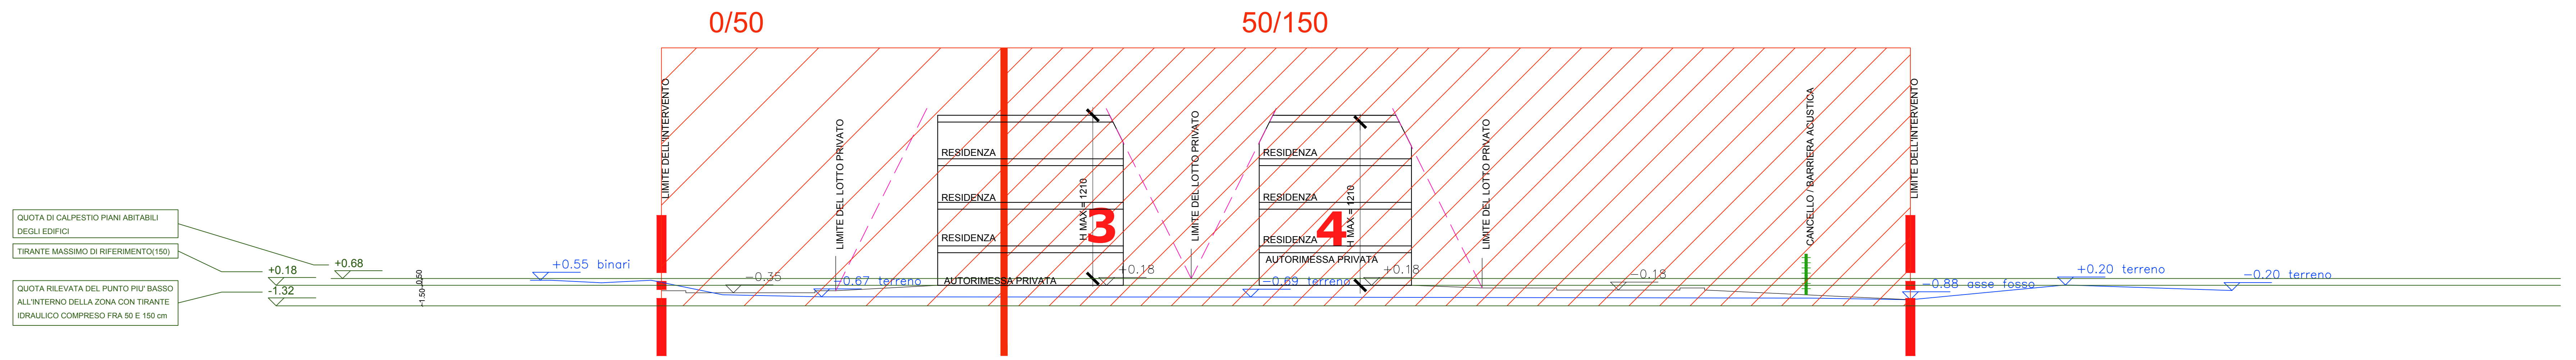 0/50
50/150
LIMITE DELL'INTERVENTO
LIMITE DEL LOTTO PRIVATO
LIMITE DEL LOTTO PRIVATO
LIMITE DEL LOTTO PRIVATO
CANCELLO / BARRIERA ACUSTICA
LIMITE DELL'INTERVENTO
RESIDENZA
RESIDENZA
RESIDENZA
AUTORIMESSA PRIVATA
H MAX = 1210
3
RESIDENZA
RESIDENZA
RESIDENZA
AUTORIMESSA PRIVATA
H MAX = 1210
4
QUOTA DI CALPESTIO PIANI ABITABILI
DEGLI EDIFICI
TIRANTE MASSIMO DI RIFERIMENTO(150)
QUOTA RILEVATA DEL PUNTO PIU' BASSO
ALL'INTERNO DELLA ZONA CON TIRANTE
IDRAULICO COMPRESO FRA 50 E 150 cm
+0.68
+0.18
-1.32
0.50
1.50
+0.55 binari
-0.35
-0.67 terreno
+0.18
-0.69 terreno
+0.18
-0.18
-0.88 asse fosso
+0.20 terreno
-0.20 terreno